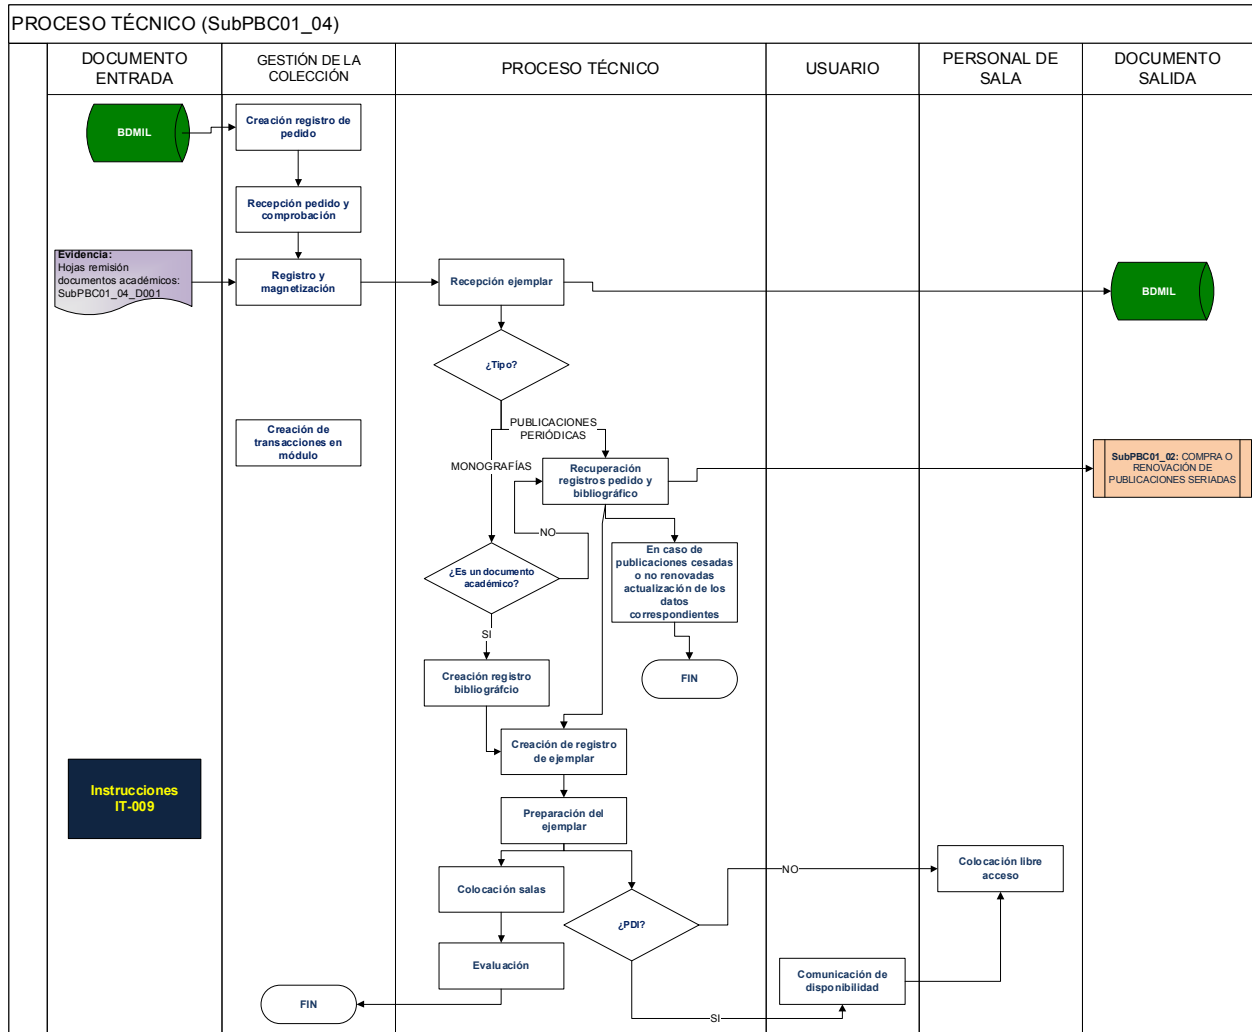 PROCESO TÉCNICO (SubPBC01_04)
DOCUMENTO
ENTRADA
GESTIÓN DE LA
COLECCIÓN
PROCESO TÉCNICO
USUARIO
PERSONAL DE
SALA
DOCUMENTO
SALIDA
BDMIL
Creación registro de
pedido
Recepción pedido y
comprobación
Evidencia:
Hojas remisión
documentos académicos:
SubPBC01_04_D001
Registro y
magnetización
Recepción ejemplar
BDMIL
¿Tipo?
PUBLICACIONES
PERIÓDICAS
Creación de
transacciones en
módulo
MONOGRAFÍAS
Recuperación
registros pedido y
bibliográfico
SubPBC01_02: COMPRA O
RENOVACIÓN DE
PUBLICACIONES SERIADAS
NO
¿Es un documento
académico?
En caso de
publicaciones cesadas
o no renovadas
actualización de los
datos
correspondientes
SI
Creación registro
bibliográfcio
FIN
Creación de registro
de ejemplar
Instrucciones
IT-009
Preparación del
ejemplar
Colocación salas
NO
Colocación libre
acceso
¿PDI?
Evaluación
Comunicación de
disponibilidad
FIN
SI